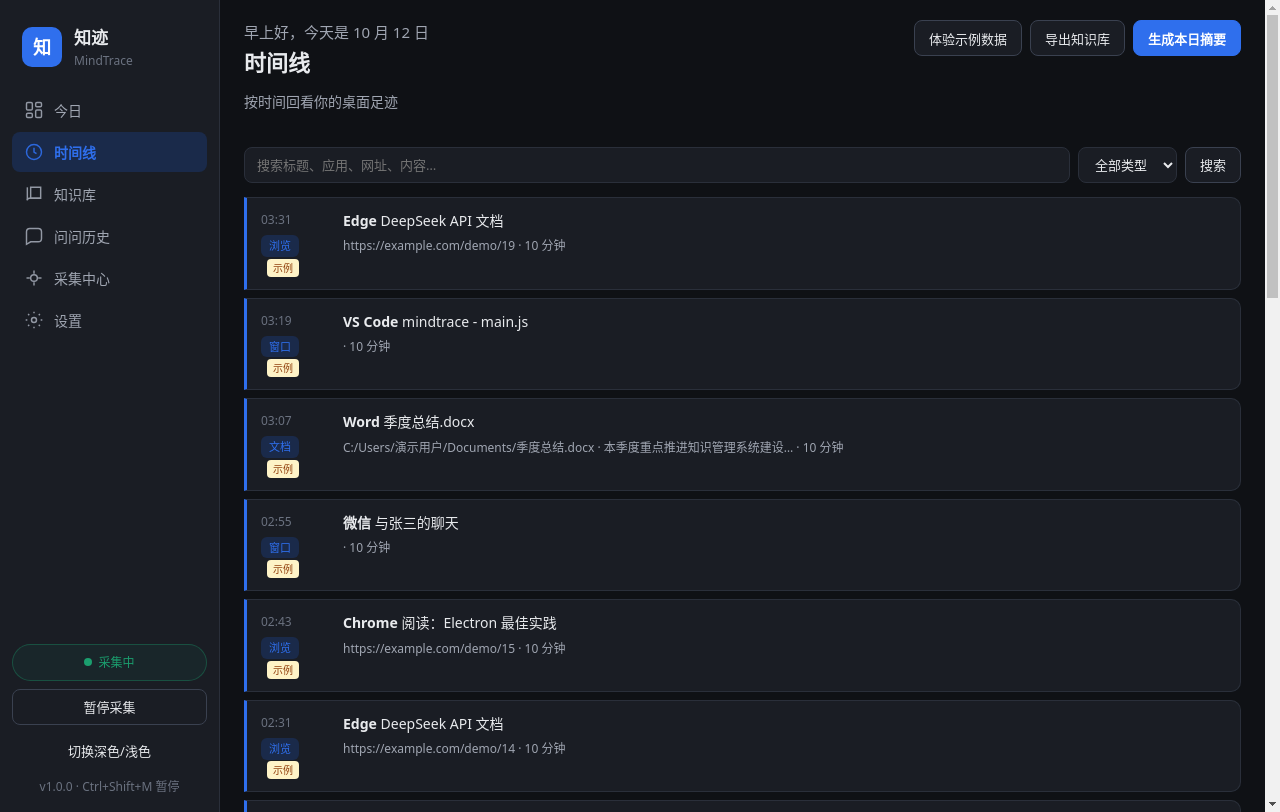 知
知迹
MindTrace
今日
时间线
知识库
问问历史
采集中心
设置
采集中
暂停采集
切换深色/浅色
v1.0.0 · Ctrl+Shift+M 暂停
早上好，今天是 10 月 12 日
时间线
按时间回看你的桌面足迹
体验示例数据
导出知识库
生成本日摘要
搜索标题、应用、网址、内容...
全部类型
搜索
03:31
浏览
示例
Edge DeepSeek API 文档
https://example.com/demo/19 · 10 分钟
03:19
窗口
示例
VS Code mindtrace - main.js
· 10 分钟
03:07
文档
示例
Word 季度总结.docx
C:/Users/演示用户/Documents/季度总结.docx · 本季度重点推进知识管理系统建设... · 10 分钟
02:55
窗口
示例
微信 与张三的聊天
· 10 分钟
02:43
浏览
示例
Chrome 阅读：Electron 最佳实践
https://example.com/demo/15 · 10 分钟
02:31
浏览
示例
Edge DeepSeek API 文档
https://example.com/demo/14 · 10 分钟